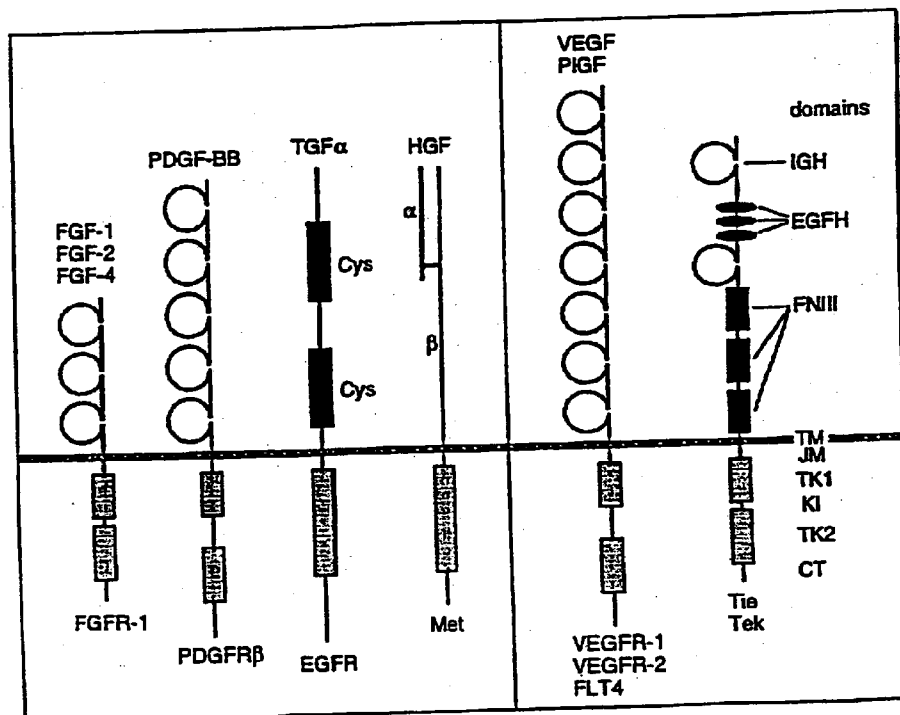 VEGF
PlGF
domains
PDGF-BB
TGFα
HGF
IGH
α
EGFH
FGF-1
FGF-2
FGF-4
Cys
FNIII
β
Cys
TM
JM
TK1
KI
TK2
CT
FGFR-1
PDGFRβ
EGFR
Met
VEGFR-1
VEGFR-2
FLT4
Tie
Tek